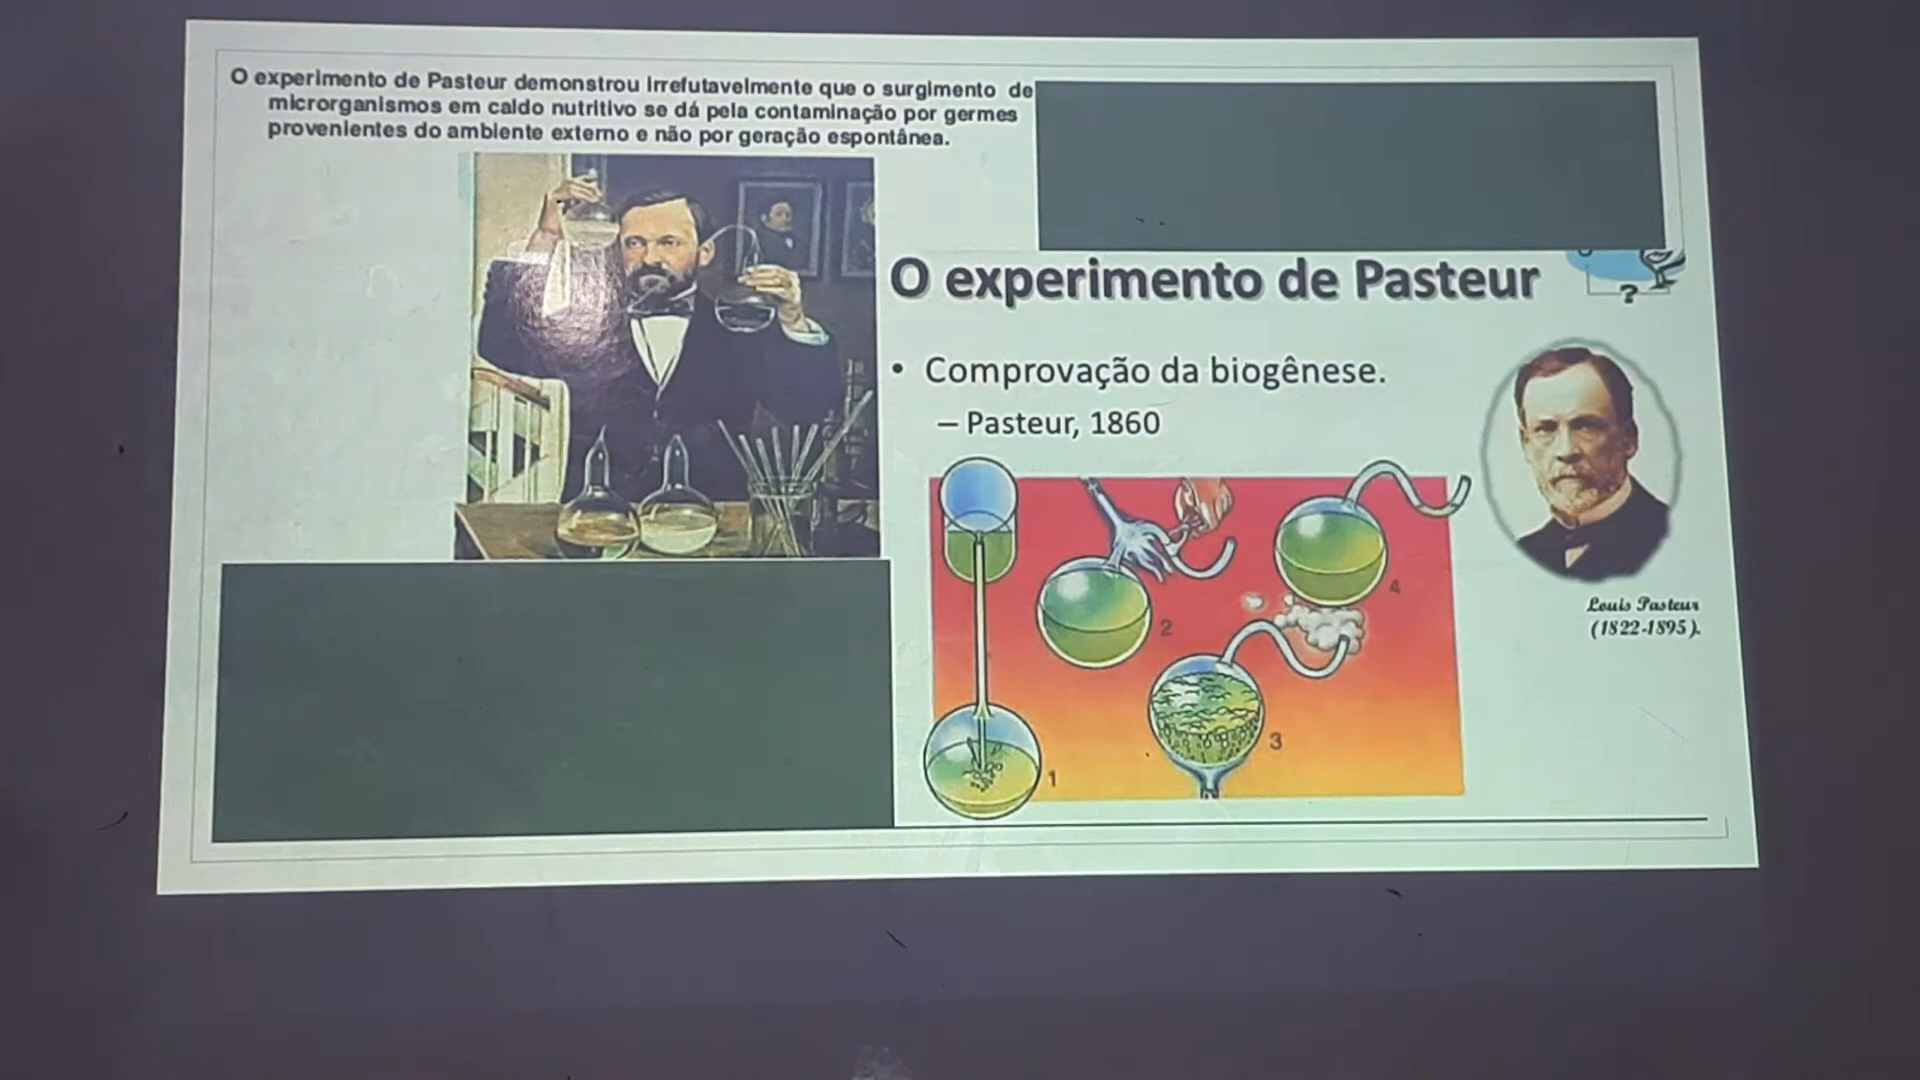 O experimento de Pasteur demonstrou irrefutavelmente que o surgimento de
microrganismos em caldo nutritivo se dá pela contaminação por germes
provenientes do ambiente externo e não por geração espontânea.
O experimento de Pasteur
?
• Comprovação da biogênese.
– Pasteur, 1860
4
2
3
1
Louis Pasteur
(1822-1895).